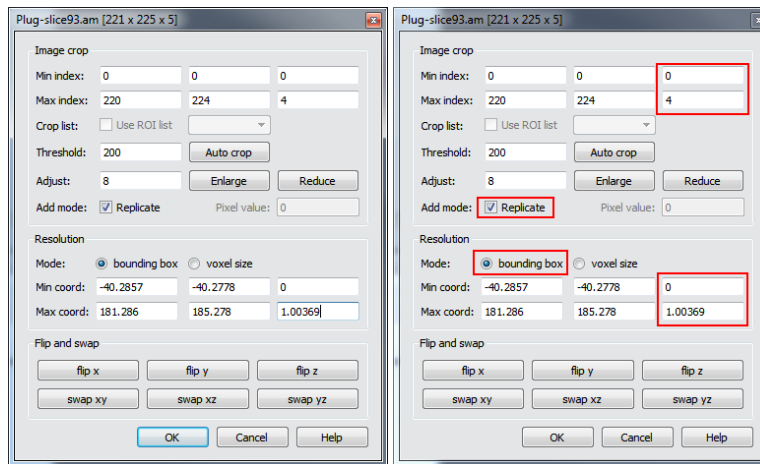 Plug-slice93.am [221 x 225 x 5]
Image crop
Min index: 0 0 0
Max index: 220 224 4
Crop list: Use ROI list
Threshold: 200 Auto crop
Adjust: 8 Enlarge Reduce
Add mode: Replicate Pixel value: 0
Resolution
Mode: bounding box voxel size
Min coord: -40.2857 -40.2778 0
Max coord: 181.286 185.278 1.00369
Flip and swap
flip x flip y flip z
swap xy swap xz swap yz
OK Cancel Help
Plug-slice93.am [221 x 225 x 5]
Image crop
Min index: 0 0 0
Max index: 220 224 4
Crop list: Use ROI list
Threshold: 200 Auto crop
Adjust: 8 Enlarge Reduce
Add mode: Replicate Pixel value: 0
Resolution
Mode: bounding box voxel size
Min coord: -40.2857 -40.2778 0
Max coord: 181.286 185.278 1.00369
Flip and swap
flip x flip y flip z
swap xy swap xz swap yz
OK Cancel Help